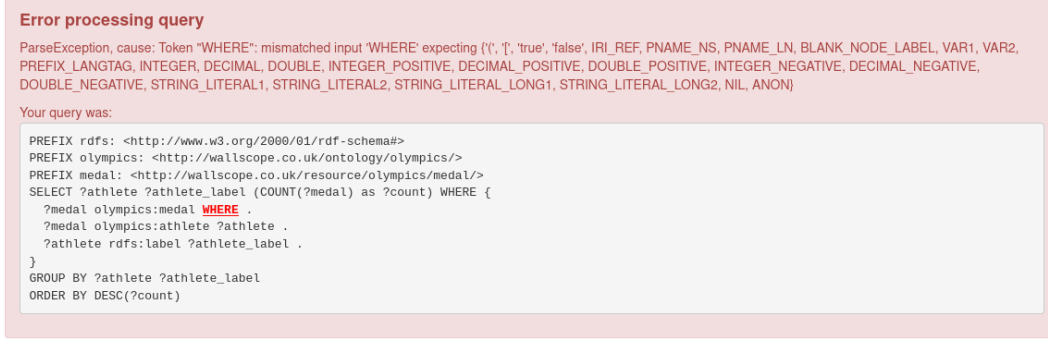 Error processing query
ParseException, cause: Token "WHERE": mismatched input 'WHERE' expecting {'(', '[', 'true', 'false', IRI_REF, PNAME_NS, PNAME_LN, BLANK_NODE_LABEL, VAR1, VAR2,
PREFIX_LANGTAG, INTEGER, DECIMAL, DOUBLE, INTEGER_POSITIVE, DECIMAL_POSITIVE, DOUBLE_POSITIVE, INTEGER_NEGATIVE, DECIMAL_NEGATIVE,
DOUBLE_NEGATIVE, STRING_LITERAL1, STRING_LITERAL2, STRING_LITERAL_LONG1, STRING_LITERAL_LONG2, NIL, ANON}
Your query was:
PREFIX rdfs: <http://www.w3.org/2000/01/rdf-schema#>
PREFIX olympics: <http://wallscope.co.uk/ontology/olympics/>
PREFIX medal: <http://wallscope.co.uk/resource/olympics/medal/>
SELECT ?athlete ?athlete_label (COUNT(?medal) as ?count) WHERE {
  ?medal olympics:medal WHERE .
  ?medal olympics:athlete ?athlete .
  ?athlete rdfs:label ?athlete_label .
}
GROUP BY ?athlete ?athlete_label
ORDER BY DESC(?count)